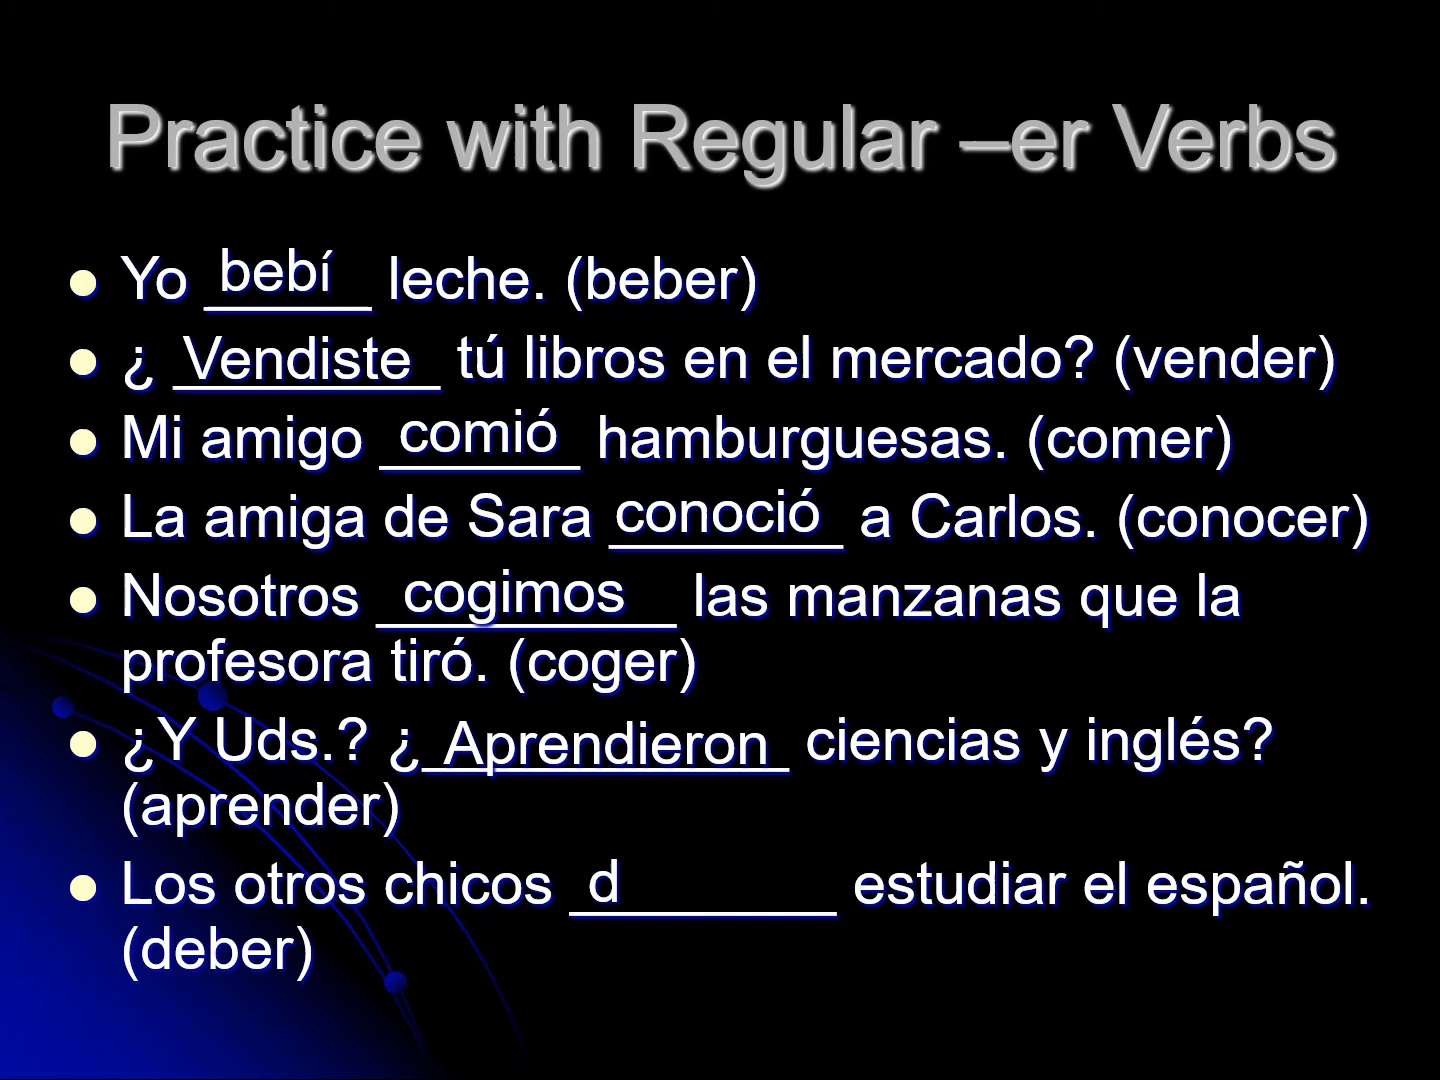 Practice with Regular –er Verbs
Yo bebí leche. (beber)
¿ Vendiste tú libros en el mercado? (vender)
Mi amigo comió hamburguesas. (comer)
La amiga de Sara conoció a Carlos. (conocer)
Nosotros cogimos las manzanas que la
profesora tiró. (coger)
¿Y Uds.? ¿Aprendieron ciencias y inglés?
(aprender)
Los otros chicos d________ estudiar el español.
(deber)